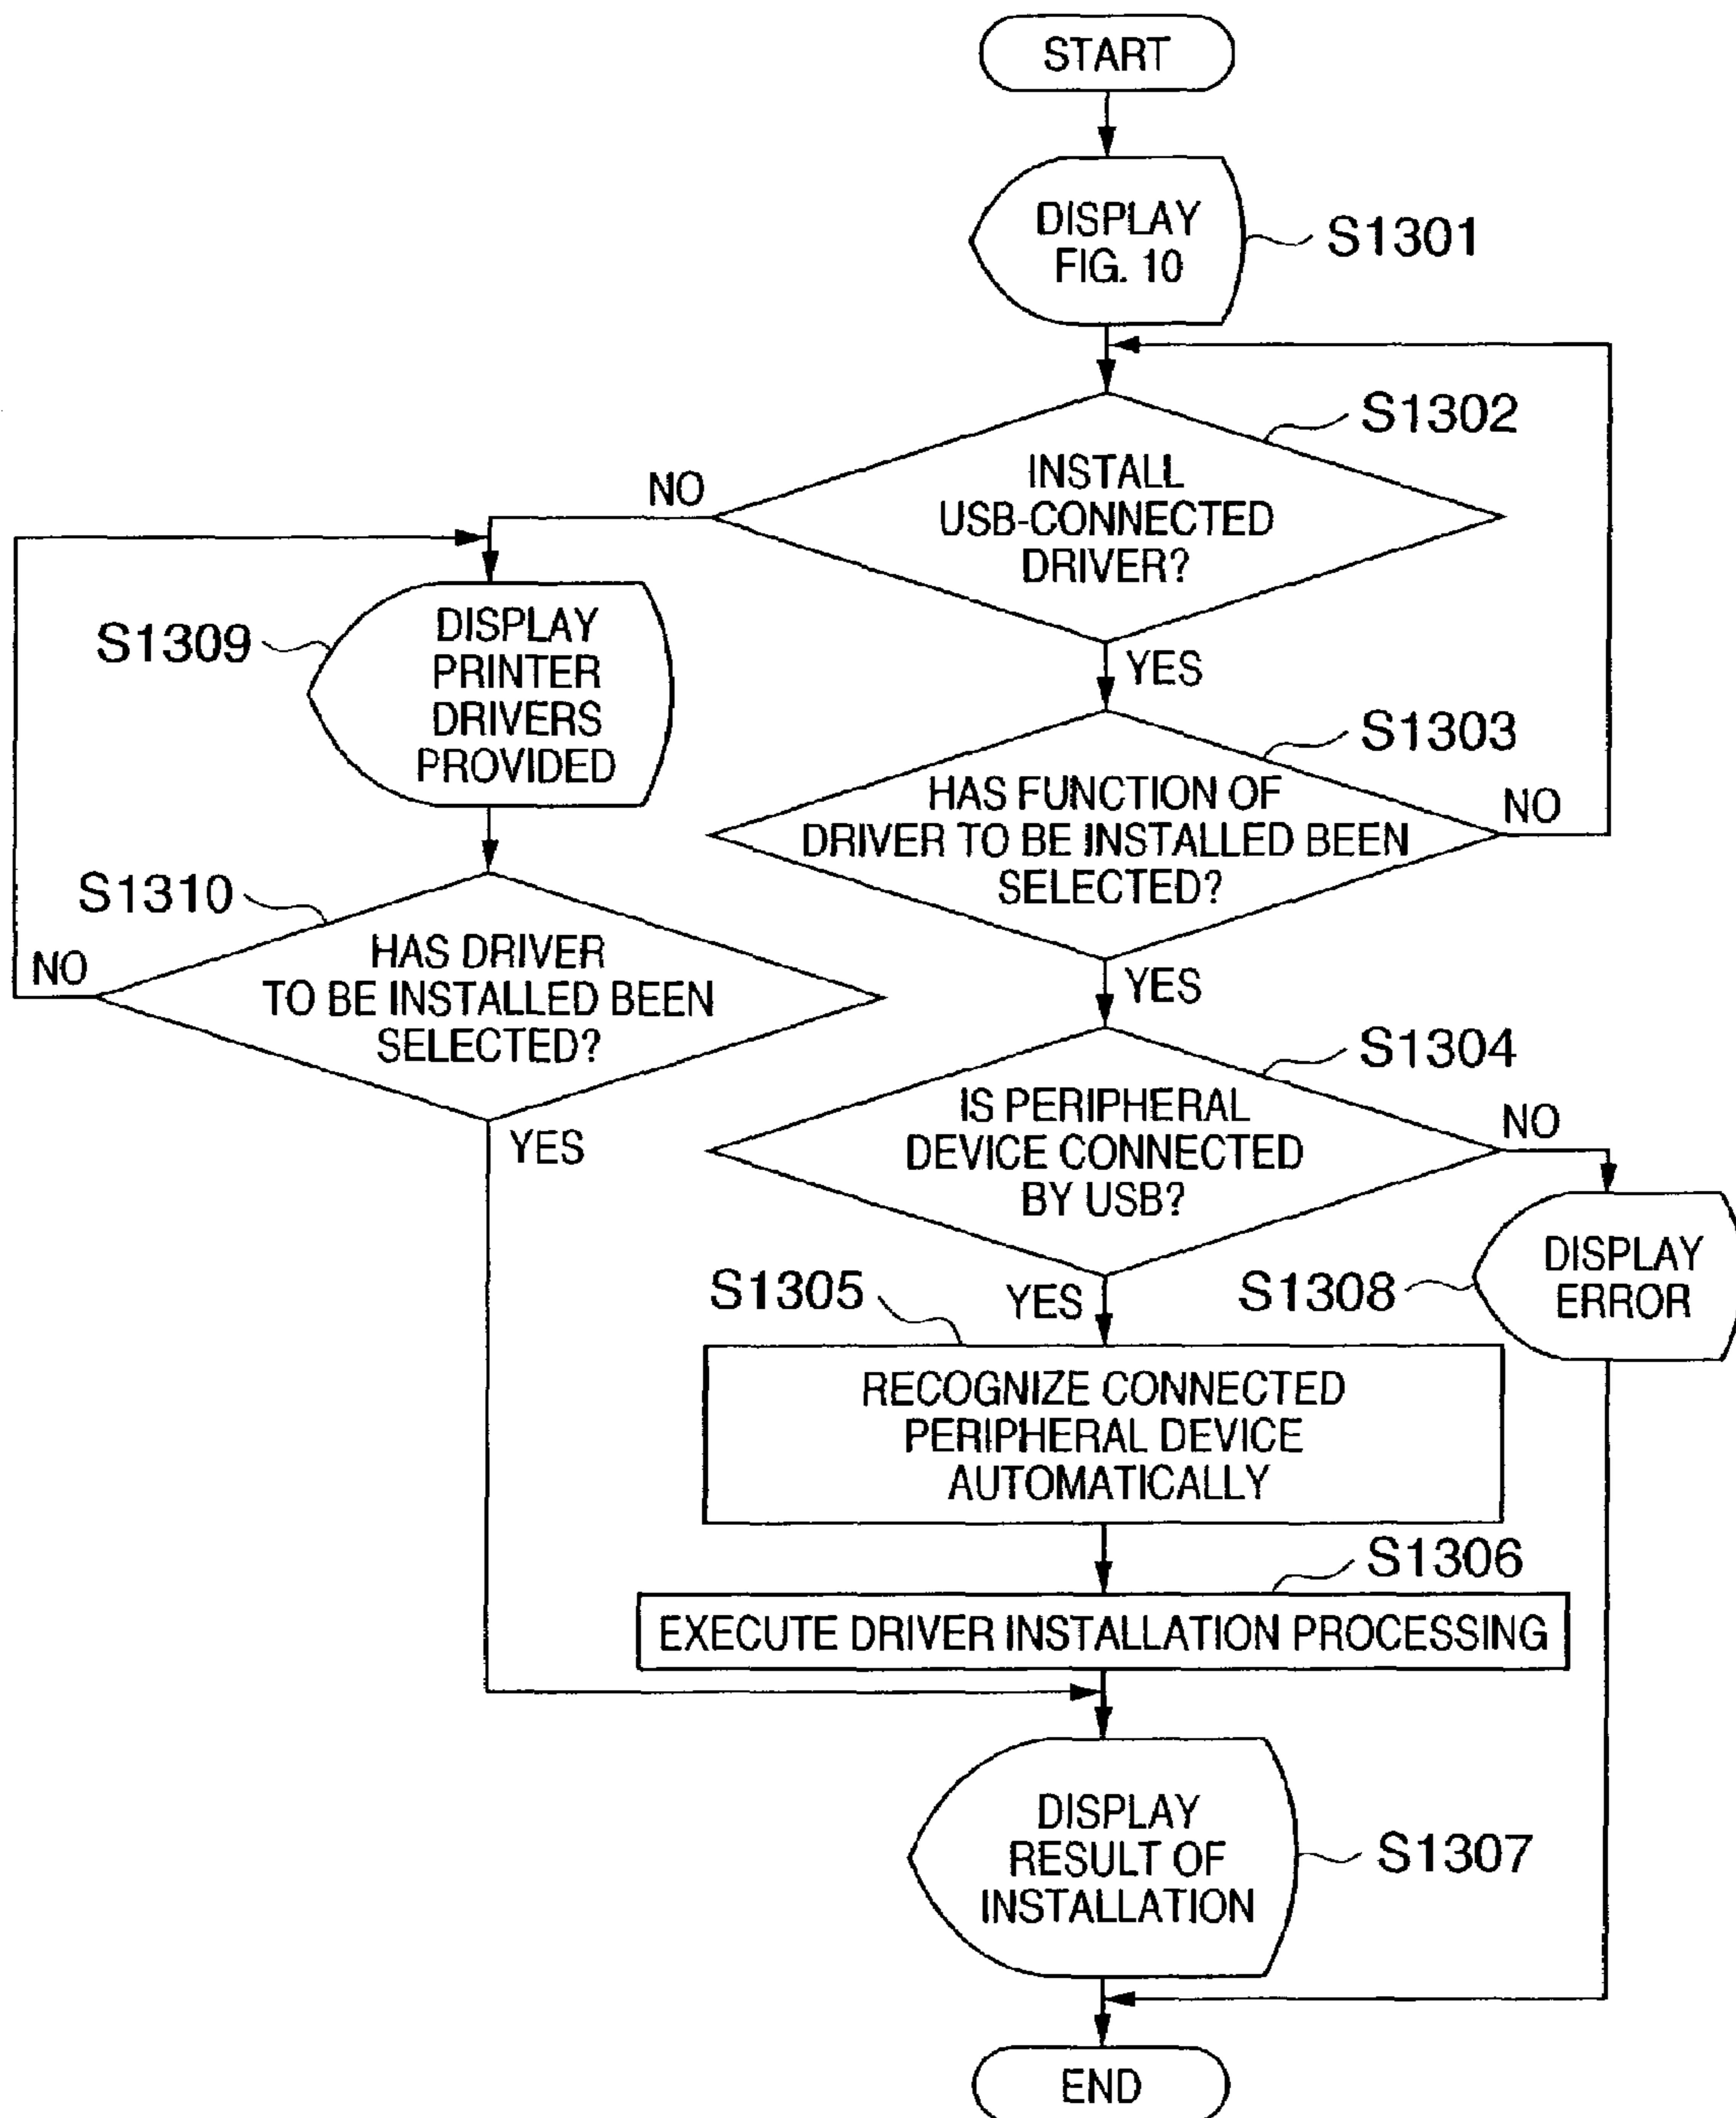 START
DISPLAY
FIG. 10
S1301
S1302
INSTALL
USB-CONNECTED
DRIVER?
NO
YES
S1309
DISPLAY
PRINTER
DRIVERS
PROVIDED
S1303
HAS FUNCTION OF
DRIVER TO BE INSTALLED BEEN
SELECTED?
NO
YES
S1310
HAS DRIVER
TO BE INSTALLED BEEN
SELECTED?
NO
YES
S1304
IS PERIPHERAL
DEVICE CONNECTED
BY USB?
NO
YES
S1308
DISPLAY
ERROR
S1305
RECOGNIZE CONNECTED
PERIPHERAL DEVICE
AUTOMATICALLY
S1306
EXECUTE DRIVER INSTALLATION PROCESSING
DISPLAY
RESULT OF
INSTALLATION
S1307
END